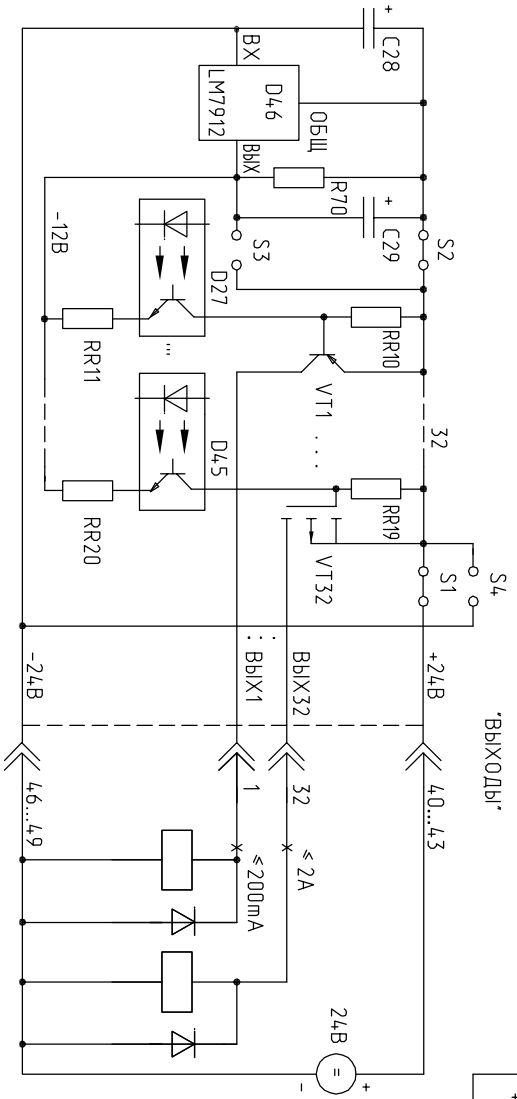 "ВЫХОДЫ"
+
C28
+
ВХ
D46
LM7912
ОБЩ
ВЫХ
R70
C29
+
S2
S3
-12В
D27
...
RR11
RR10
VT1
...
32
D45
RR20
RR19
VT32
S1
S4
+24В
-24В
ВЫХ1
⋮
ВЫХ32
40...43
32
1
46...49
≤ 2А
≤200mA
24В
=
+
-